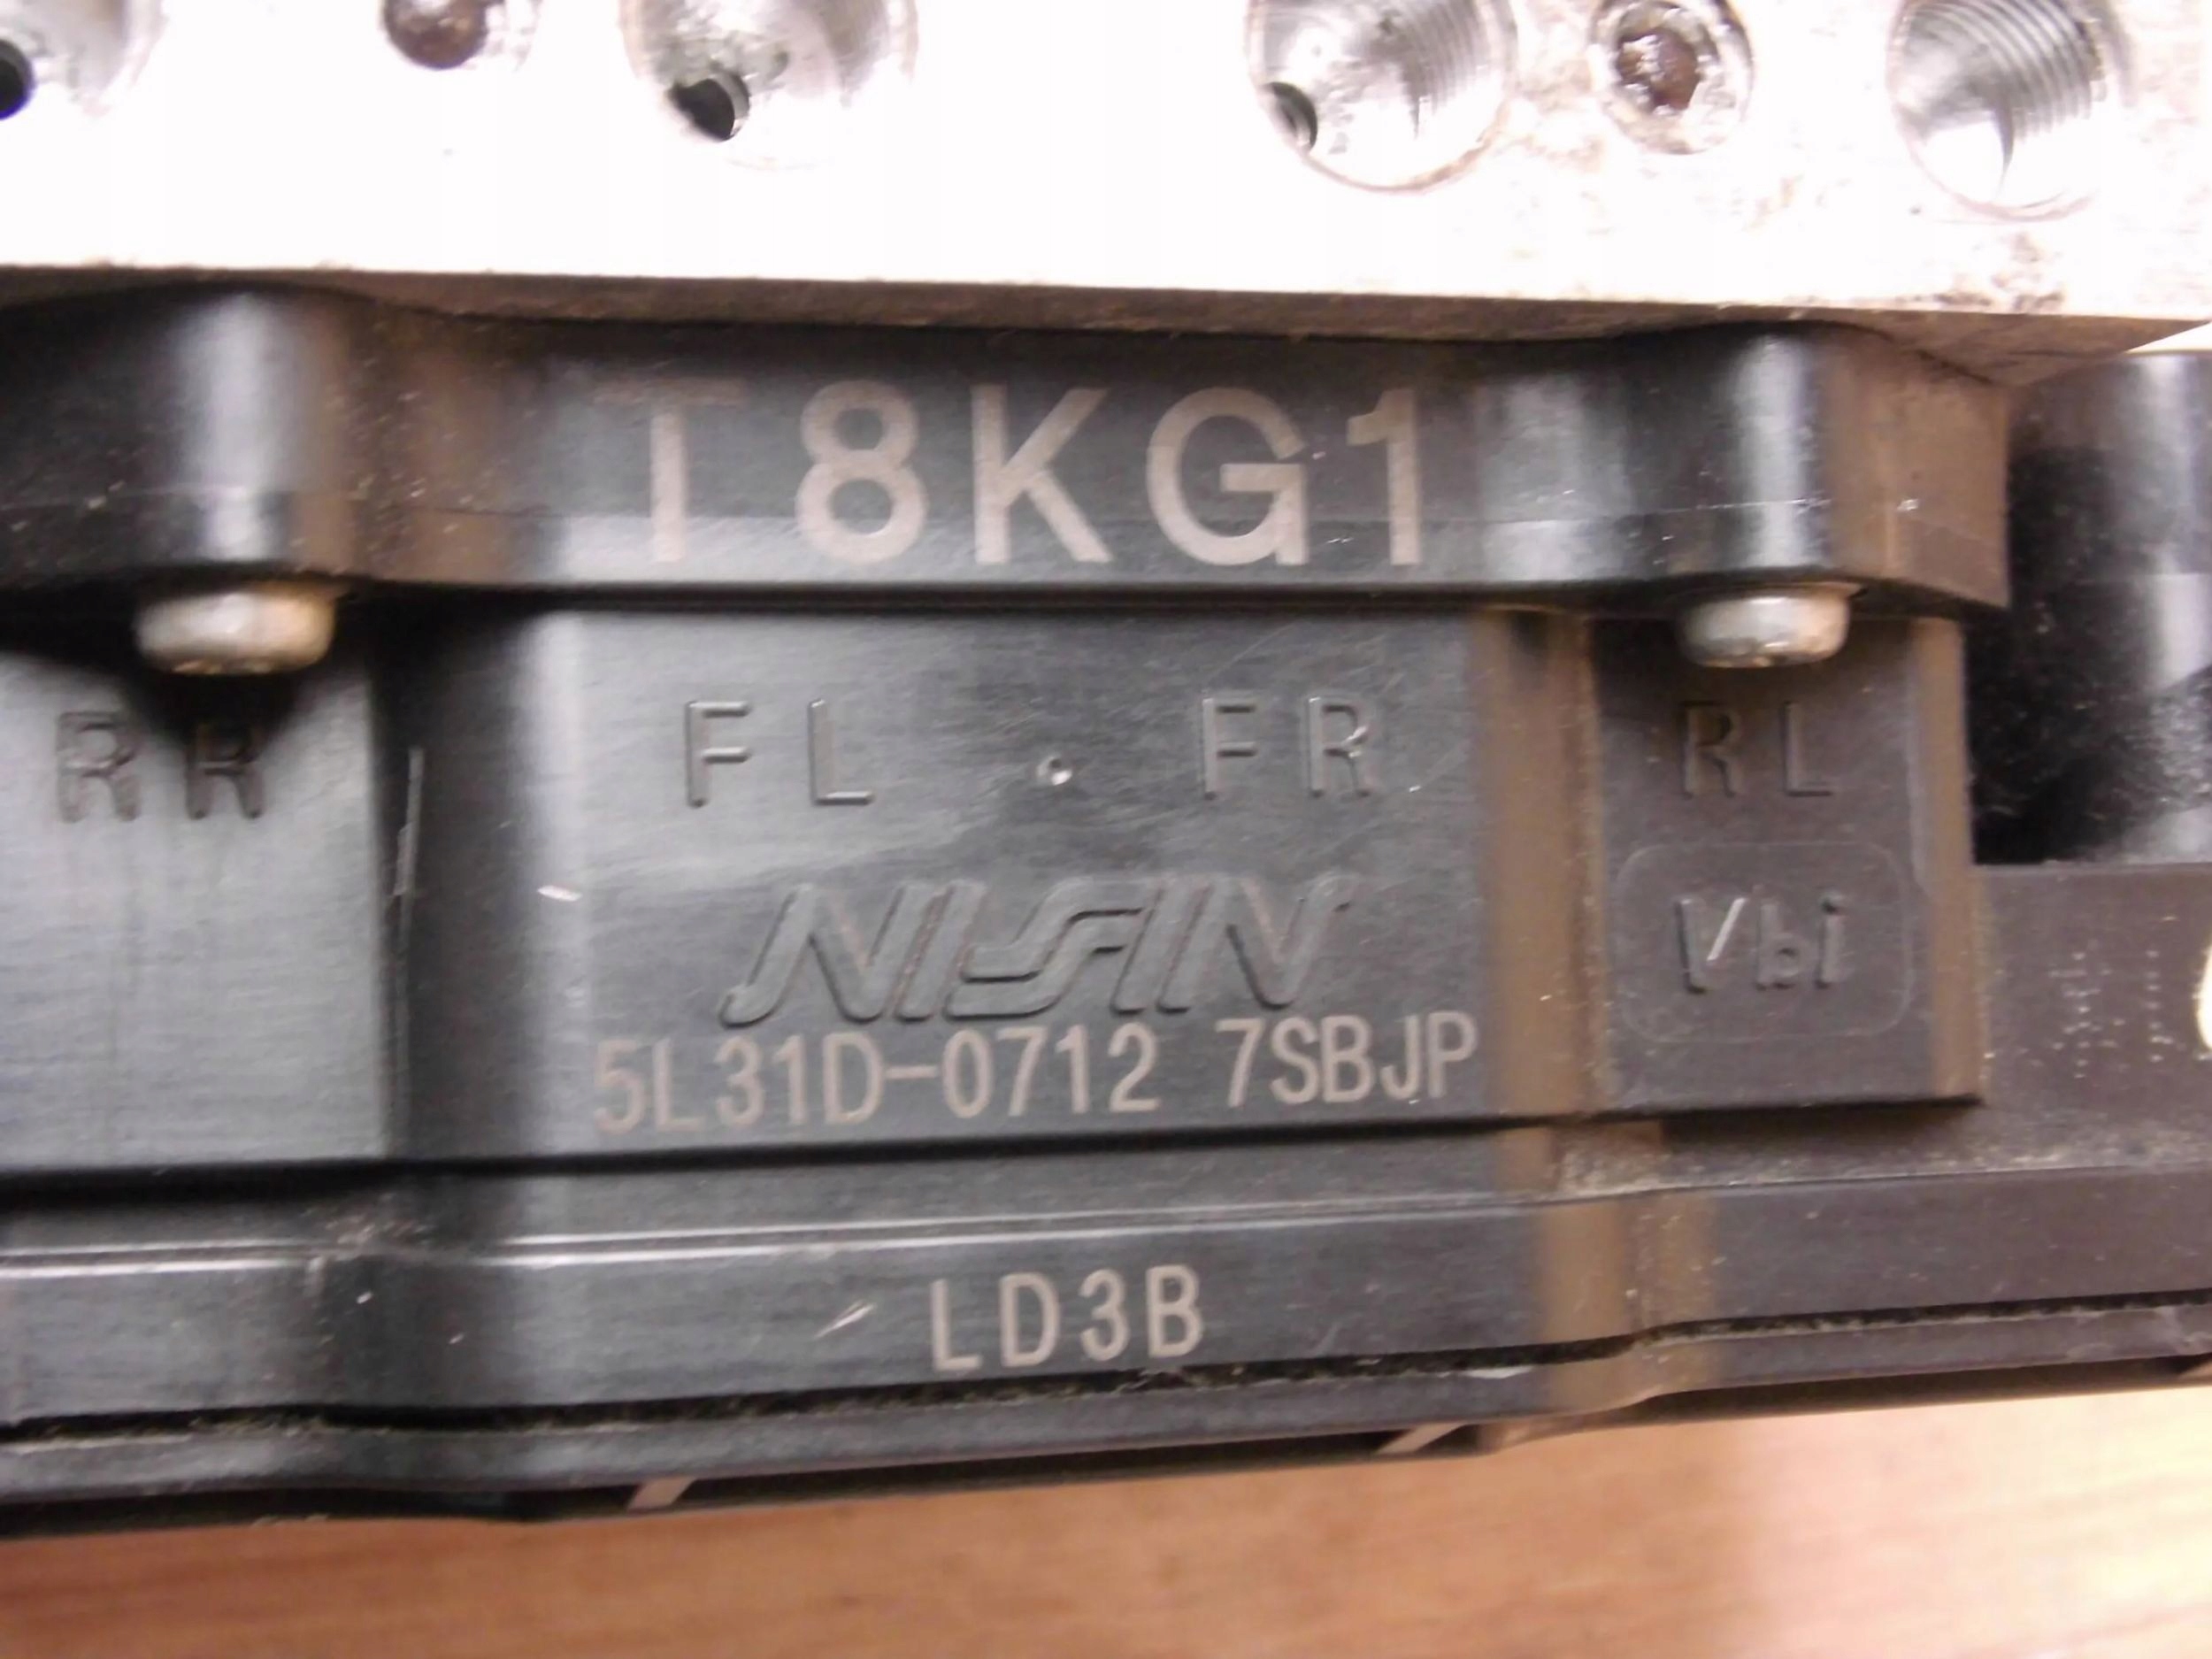 T8KG1
RR FL FR RL
NISSIN
Vbi
5L31D-0712 7SBJP
LD3B